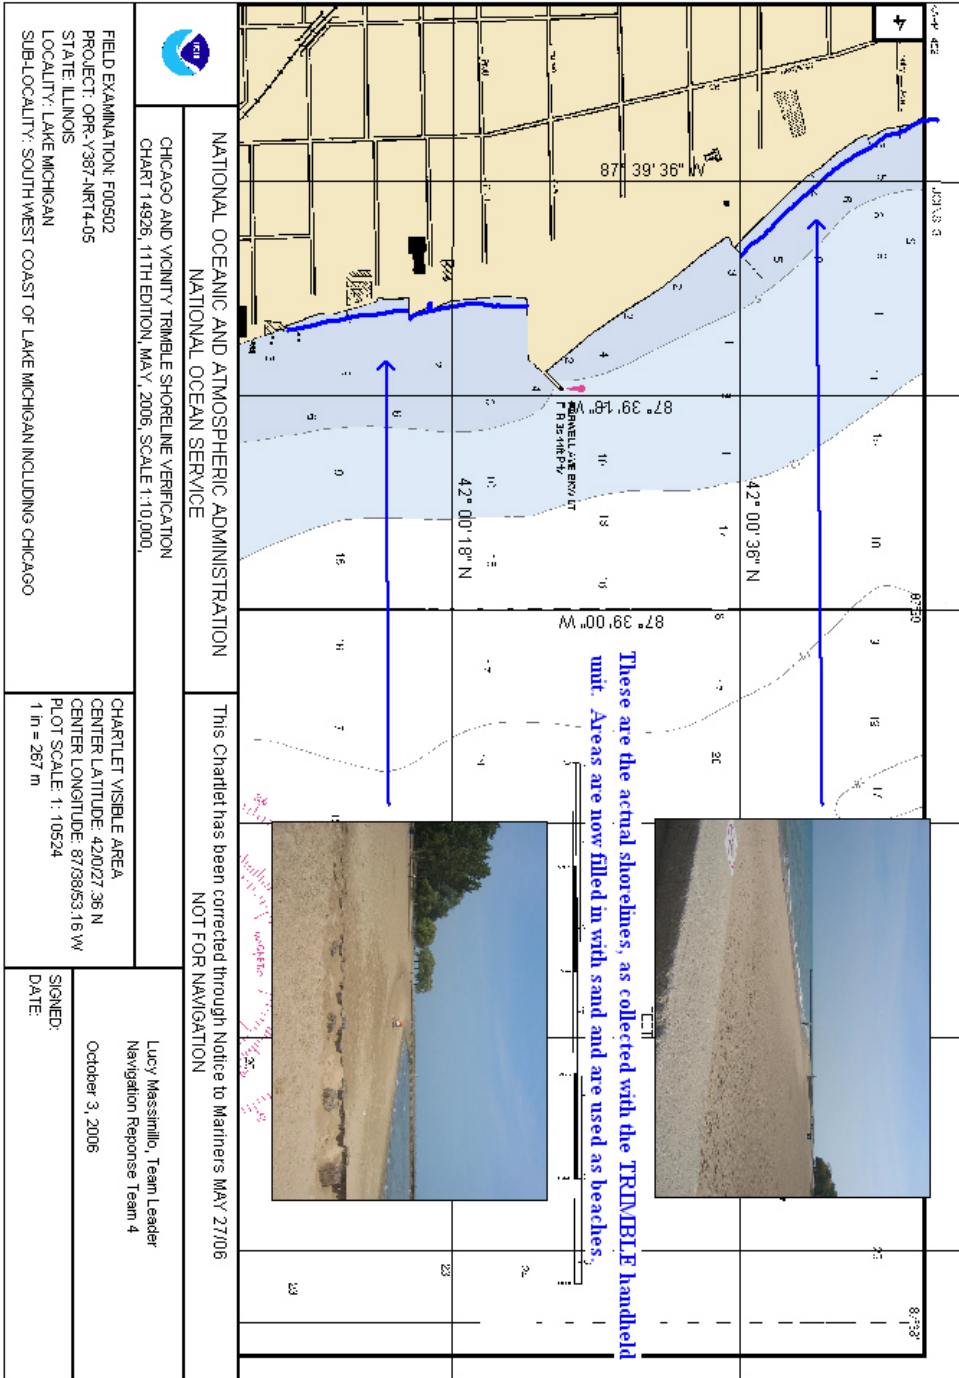 87° 39' 36" W
87° 39' 18" W
42° 00' 36" N
42° 00' 18" N
87° 39' 00" W
These are the actual shorelines, as collected with the TRIMBLE handheld
unit. Areas are now filled in with sand and are used as beaches.
NATIONAL OCEANIC AND ATMOSPHERIC ADMINISTRATION
NATIONAL OCEAN SERVICE
This Chartlet has been corrected through Notice to Mariners MAY 27/06
NOT FOR NAVIGATION
CHICAGO AND VICINITY TRIMBLE SHORELINE VERIFICATION
CHART 14926, 11TH EDITION, MAY, 2006, SCALE 1:10,000,
FIELD EXAMINATION: F00502
PROJECT: OPR-Y387-NRT4-05
STATE: ILLINOIS
LOCALITY: LAKE MICHIGAN
SUB-LOCALITY: SOUTHWEST COAST OF LAKE MICHIGAN INCLUDING CHICAGO
CHARTLET VISIBLE AREA
CENTER LATITUDE: 42/0/27.36 N
CENTER LONGITUDE: 87/38/53.16 W
PLOT SCALE: 1: 10524
1 in = 267 m
Lucy Massimillo, Team Leader
Navigation Reponse Team 4
October 3, 2006
SIGNED:
DATE: